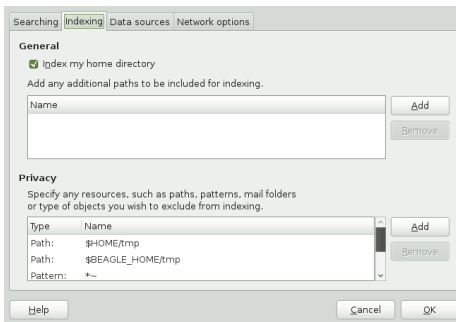 Searching Indexing Data sources Network options
General
Index my home directory
Add any additional paths to be included for indexing.
Name
Add
Remove
Privacy
Specify any resources, such as paths, patterns, mail folders
or type of objects you wish to exclude from indexing.
Type Name
Add
Path: $HOME/tmp
Path: $BEAGLE_HOME/tmp
Remove
Pattern: *~
Help Cancel OK